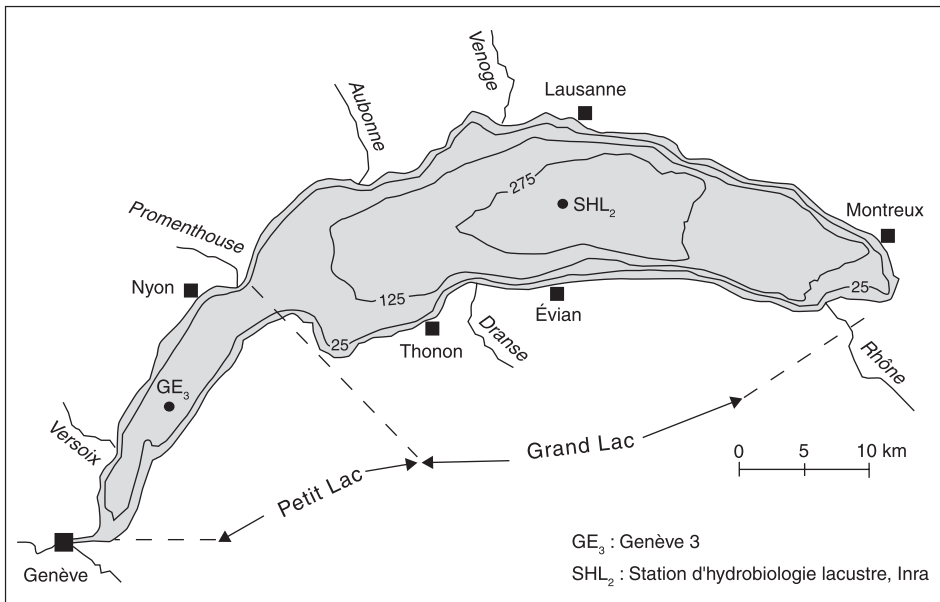 Venoge
Lausanne
Aubonne
275
SHL₂
Montreux
Promenthouse
Nyon
125
25
Évian
25
Thonon
Dranse
Rhône
GE₃
Versoix
Grand Lac
Petit Lac
0 5 10 km
Genève
GE₃ : Genève 3
SHL₂ : Station d'hydrobiologie lacustre, Inra